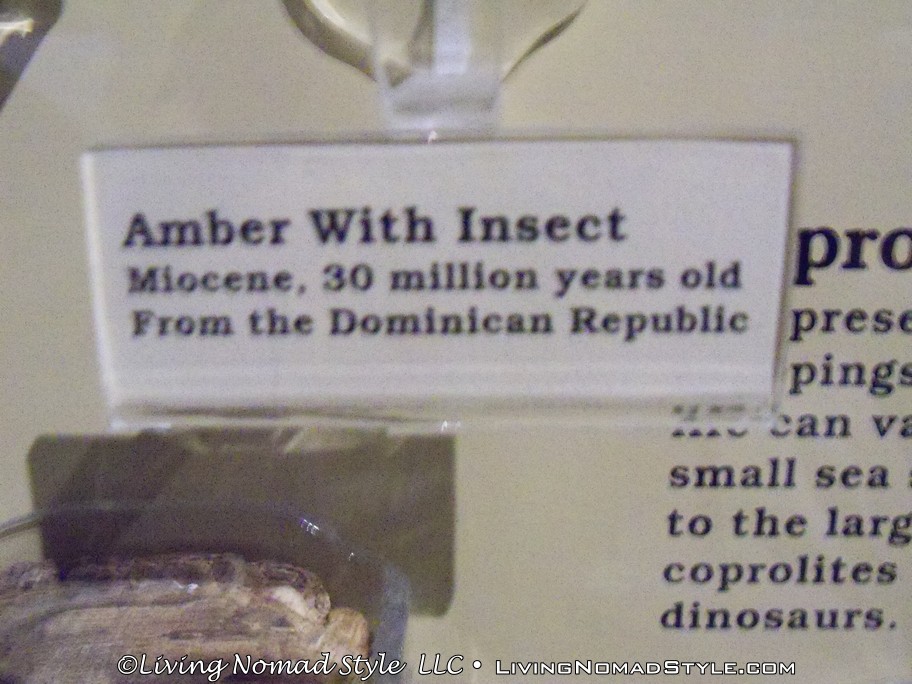 Amber With Insect
Miocene, 30 million years old
From the Dominican Republic
pro
prese
pings
can va
small sea
to the larg
coprolites
dinosaurs.
©Living Nomad Style LLC • LivingNomadStyle.com